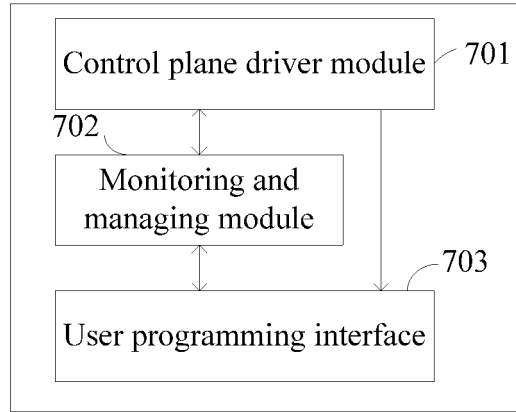 Control plane driver module
701
702
Monitoring and
managing module
703
User programming interface